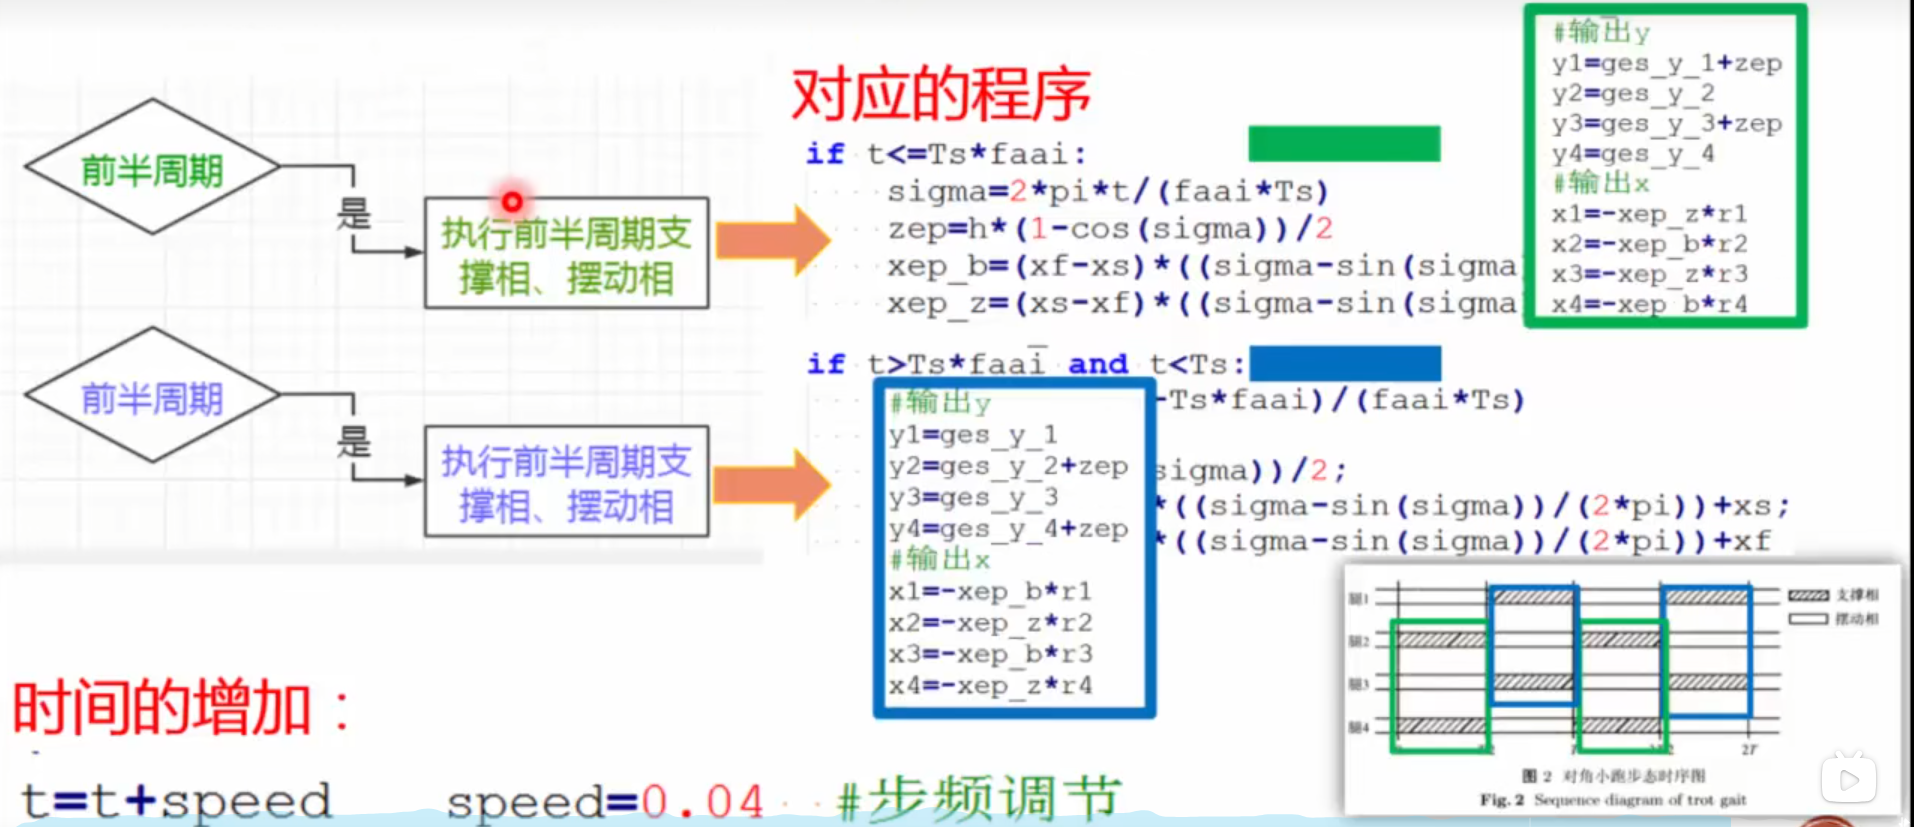 对应的程序
前半周期
是
执行前半周期支
撑相、摆动相
前半周期
是
执行前半周期支
撑相、摆动相
if t<=Ts*faai:
sigma=2*pi*t/(faai*Ts)
zep=h*(1-cos(sigma))/2
xep_b=(xf-xs)*((sigma-sin(sigma
xep_z=(xs-xf)*((sigma-sin(sigma
#输出y
y1=ges_y_1+zep
y2=ges_y_2
y3=ges_y_3+zep
y4=ges_y_4
#输出x
x1=-xep_z*r1
x2=-xep_b*r2
x3=-xep_z*r3
x4=-xep_b*r4
if t>Ts*faai and t<Ts:
-Ts*faai)/(faai*Ts)
sigma))/2;
*((sigma-sin(sigma))/(2*pi))+xs;
*((sigma-sin(sigma))/(2*pi))+xf
#输出y
y1=ges_y_1
y2=ges_y_2+zep
y3=ges_y_3
y4=ges_y_4+zep
#输出x
x1=-xep_b*r1
x2=-xep_z*r2
x3=-xep_b*r3
x4=-xep_z*r4
时间的增加：
t=t+speed speed=0.04 #步频调节
腿1
腿2
腿3
腿4
2T
支撑相
摆动相
图 2 对角小跑步态时序图
Fig. 2 Sequence diagram of trot gait